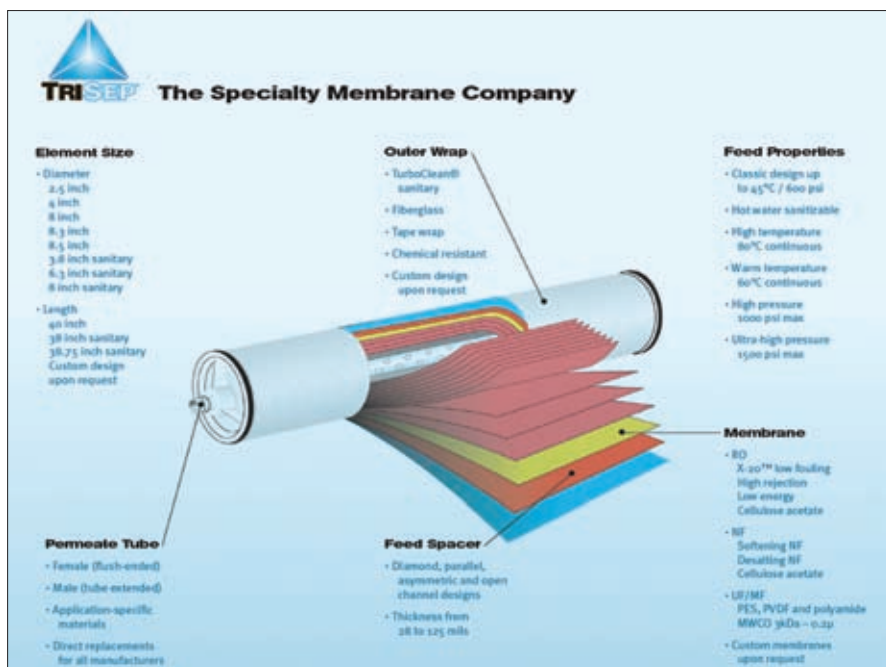 TRISEP
The Specialty Membrane Company
Element Size
• Diameter
2.5 inch
4 inch
8 inch
8.3 inch
8.5 inch
3.8 inch sanitary
6.3 inch sanitary
8 inch sanitary
• Length
40 inch
38 inch sanitary
38.75 inch sanitary
Custom design
upon request
Outer Wrap
• TurboClean®
sanitary
• Fiberglass
• Tape wrap
• Chemical resistant
• Custom design
upon request
Feed Properties
• Classic design up
to 45°C / 600 psi
• Hot water sanitizable
• High temperature
80°C continuous
• Warm temperature
60°C continuous
• High pressure
1000 psi max
• Ultra-high pressure
1500 psi max
Membrane
• RO
X-20™ low fouling
High rejection
Low energy
Cellulose acetate
• NF
Softening NF
Desalting NF
Cellulose acetate
• UF/MF
PES, PVDF and polyamide
MWCO 3kDa – 0.2µ
• Custom membranes
upon request
Permeate Tube
• Female (flush-ended)
• Male (tube extended)
• Application-specific
materials
• Direct replacements
for all manufacturers
Feed Spacer
• Diamond, parallel,
asymmetric and open
channel designs
• Thickness from
28 to 125 mils